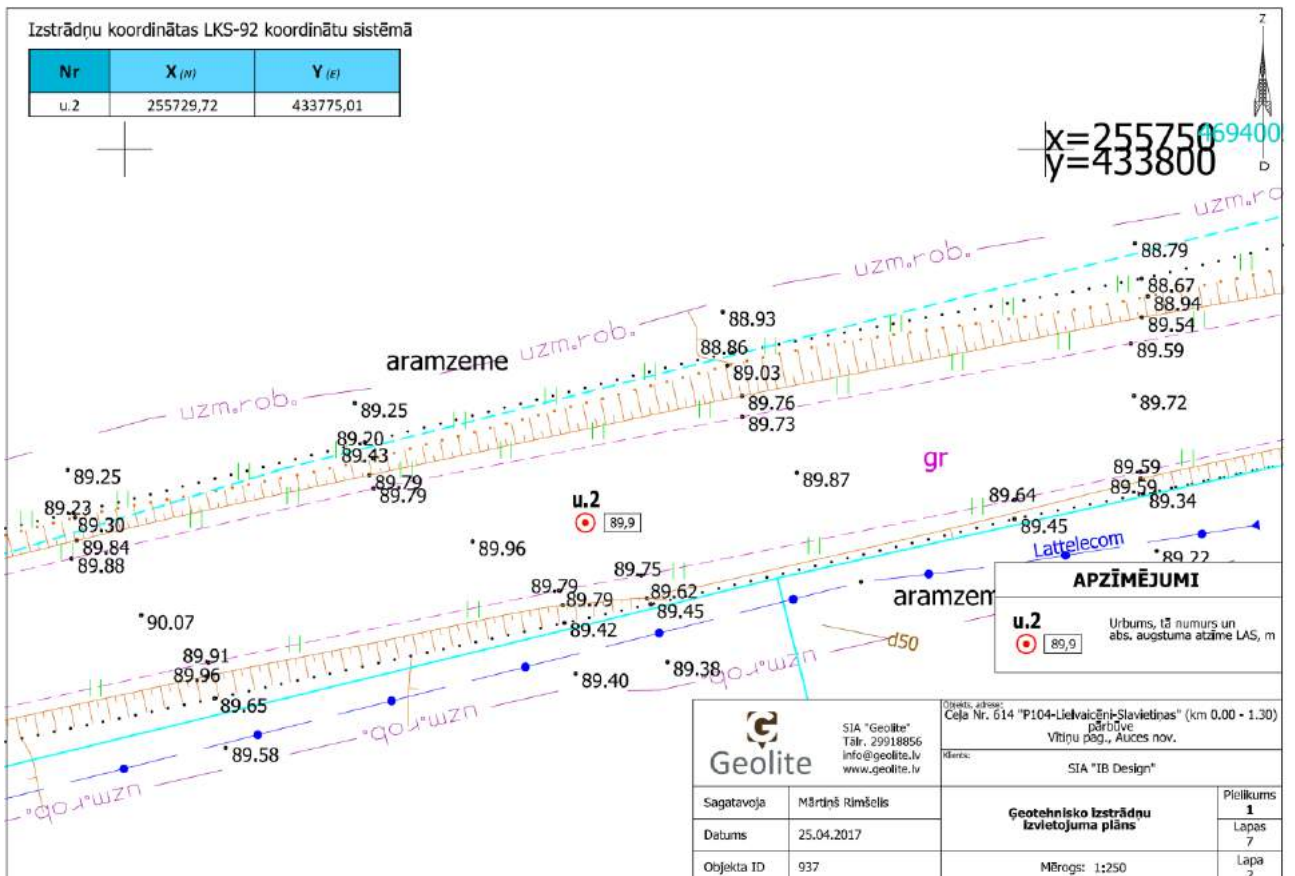 Izstrādņu koordinātas LKS-92 koordinātu sistēmā
Nr X (N) Y (E)
u.2 255729,72 433775,01
Z
D
x=255750
y=433800
uzm.rob.
uzm.rob.
88.79
88.67
88.94
89.54
89.59
89.72
88.93
88.86
89.03
89.76
89.73
aramzeme
uzm.rob.
uzm.rob.
89.25
89.20
89.43
89.79
89.79
89.25
89.23
89.30
89.84
89.88
gr
89.87
89.59
89.59
89.34
89.64
89.45
u.2
89,9
89.96
Lattelecom
89.22
89.75
89.79
89.79
89.62
89.45
89.42
90.07
aramzem
d50
89.91
89.96
89.65
89.38
89.40
89.58
uzm.rob.
uzm.rob.
uzm.rob.
APZĪMĒJUMI
u.2
89,9
Urbums, tā numurs un
abs. augstuma atzīme LAS, m
Geolite
SIA "Geolite"
Tālr. 29918856
info@geolite.lv
www.geolite.lv
Objekts, adrese:
Ceļa Nr. 614 "P104-Lielvaicēni-Slavietiņas" (km 0.00 - 1.30)
pārbūve
Vītiņu pag., Auces nov.
Klients:
SIA "IB Design"
Sagatavoja Mārtiņš Rimšelis
Datums 25.04.2017
Objekta ID 937
Ģeotehnisko izstrādņu
izvietojuma plāns
Mērogs: 1:250
Pielikums
1
Lapas
7
Lapa